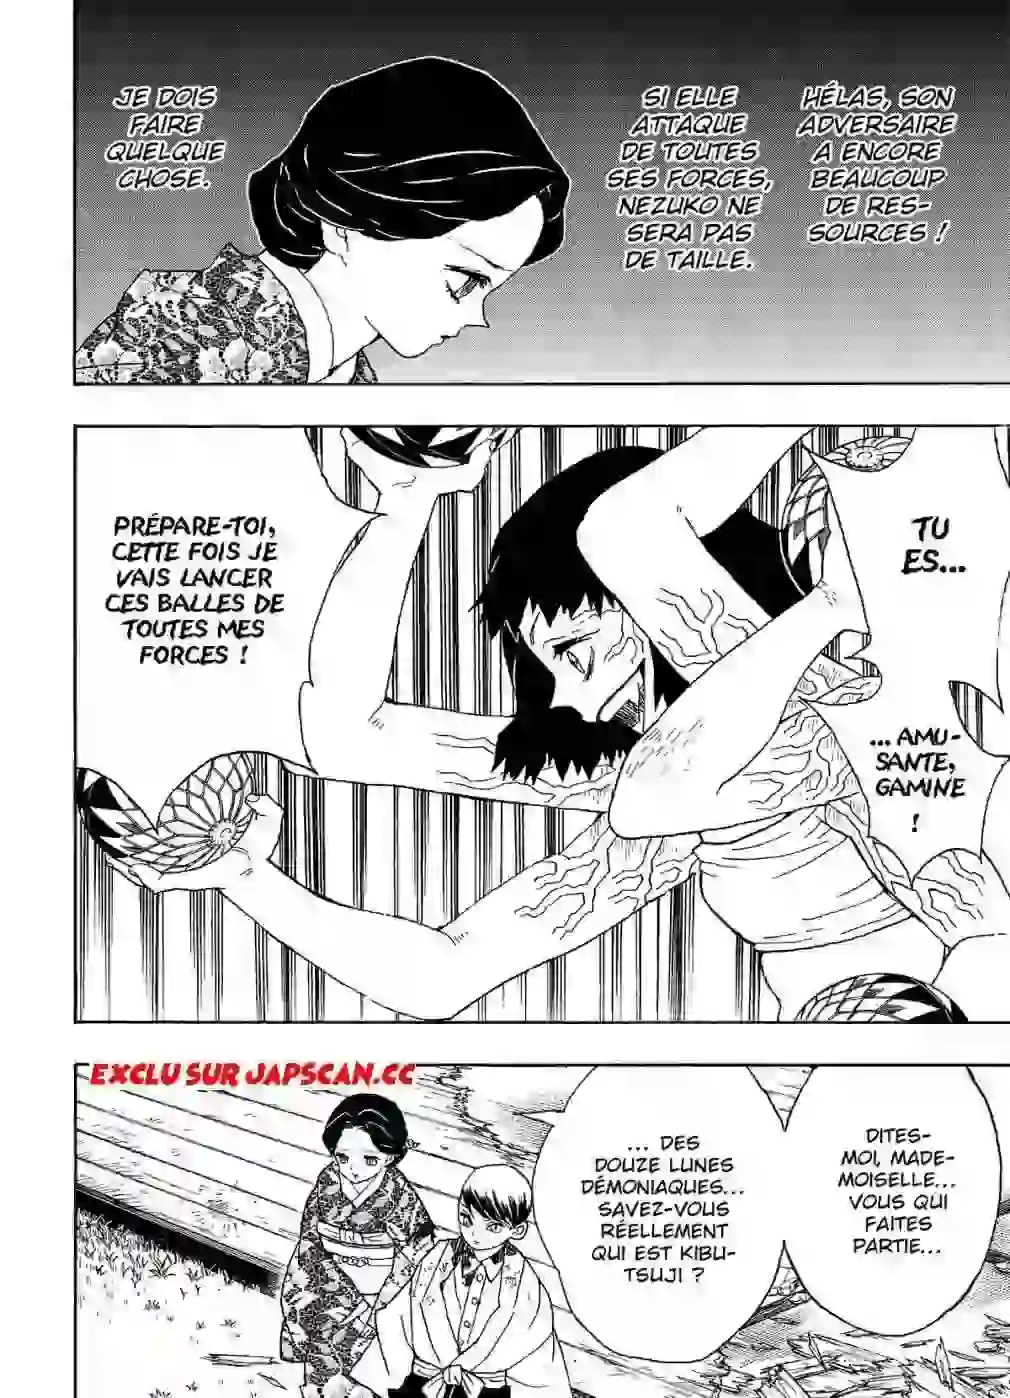 HÉLAS, SON
ADVERSAIRE
A ENCORE
BEAUCOUP
DE RES-
SOURCES !
SI ELLE
ATTAQUE
DE TOUTES
SES FORCES,
NEZUKO NE
SERA PAS
DE TAILLE.
JE DOIS
FAIRE
QUELQUE
CHOSE.
TU
ES...
... AMU-
SANTE,
GAMINE
!
PRÉPARE-TOI,
CETTE FOIS JE
VAIS LANCER
CES BALLES DE
TOUTES MES
FORCES !
EXCLU SUR JAPSCAN.CC
DITES-
MOI, MADE-
MOISELLE...
VOUS QUI
FAITES
PARTIE...
... DES
DOUZE LUNES
DÉMONIAQUES...
SAVEZ-VOUS
RÉELLEMENT
QUI EST KIBU-
TSUJI ?